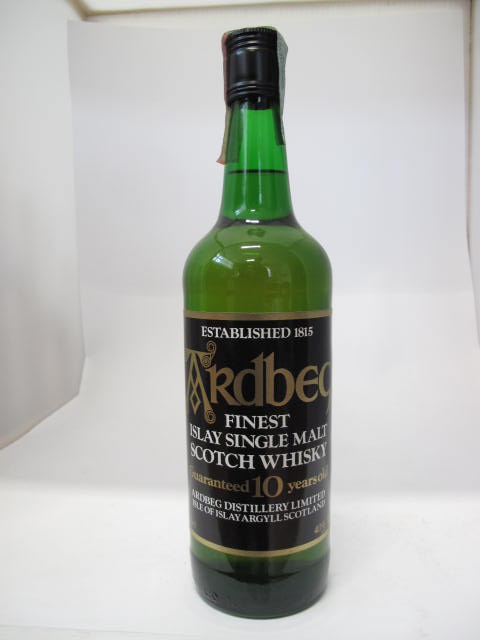 ESTABLISHED 1815
Ardbeg
FINEST
ISLAY SINGLE MALT
SCOTCH WHISKY
Guaranteed 10 years old
ARDBEG DISTILLERY LIMITED
ISLE OF ISLAY ARGYLL SCOTLAND